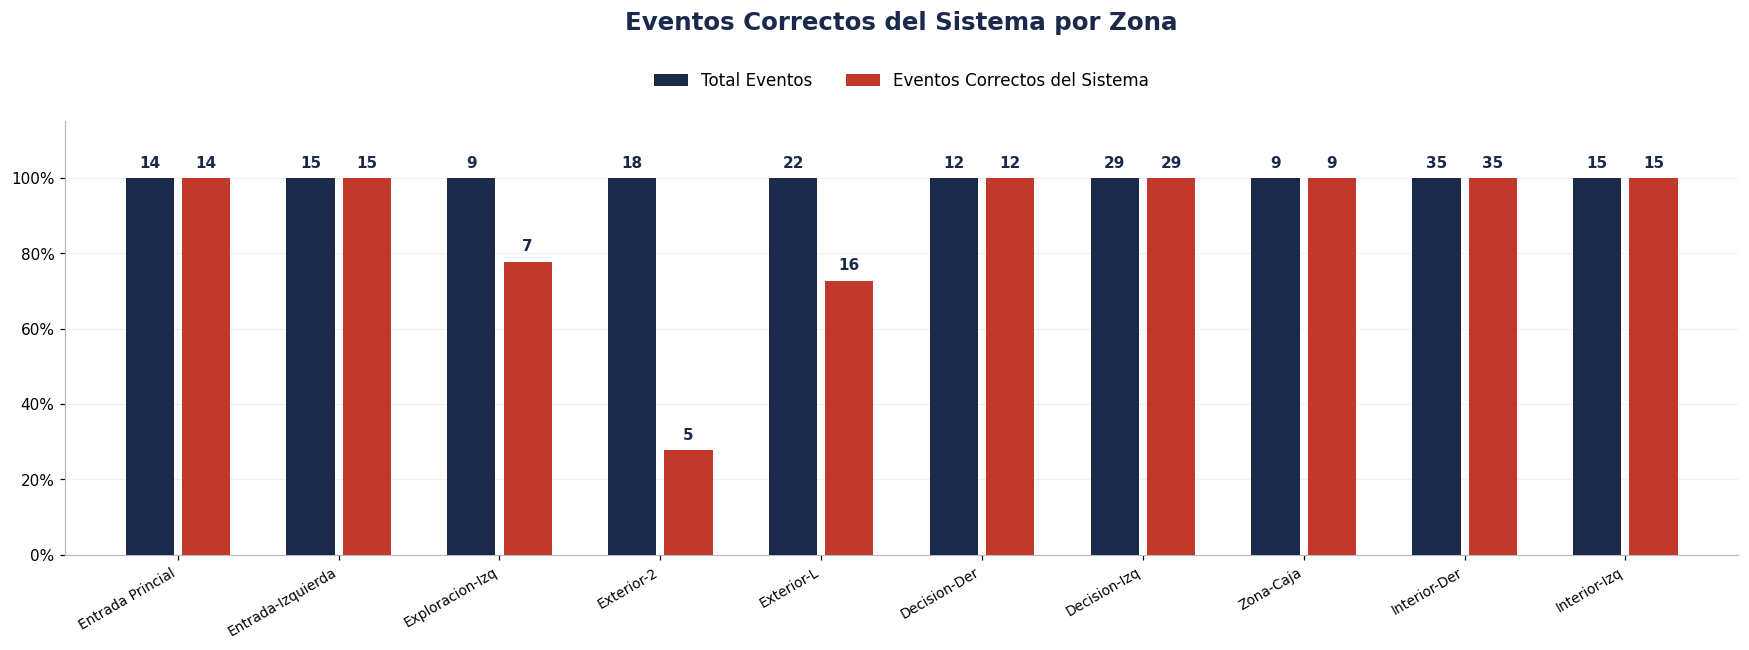 Eventos Correctos del Sistema por Zona
Total Eventos Eventos Correctos del Sistema
14 14 15 15 9 18 22 12 12 29 29 9 9 35 35 15 15
100%
80%
7
16
60%
40%
5
20%
0%
Entrada Princial
Entrada-Izquierda
Exploracion-Izq
Exterior-2
Exterior-L
Decision-Der
Decision-Izq
Zona-Caja
Interior-Der
Interior-Izq